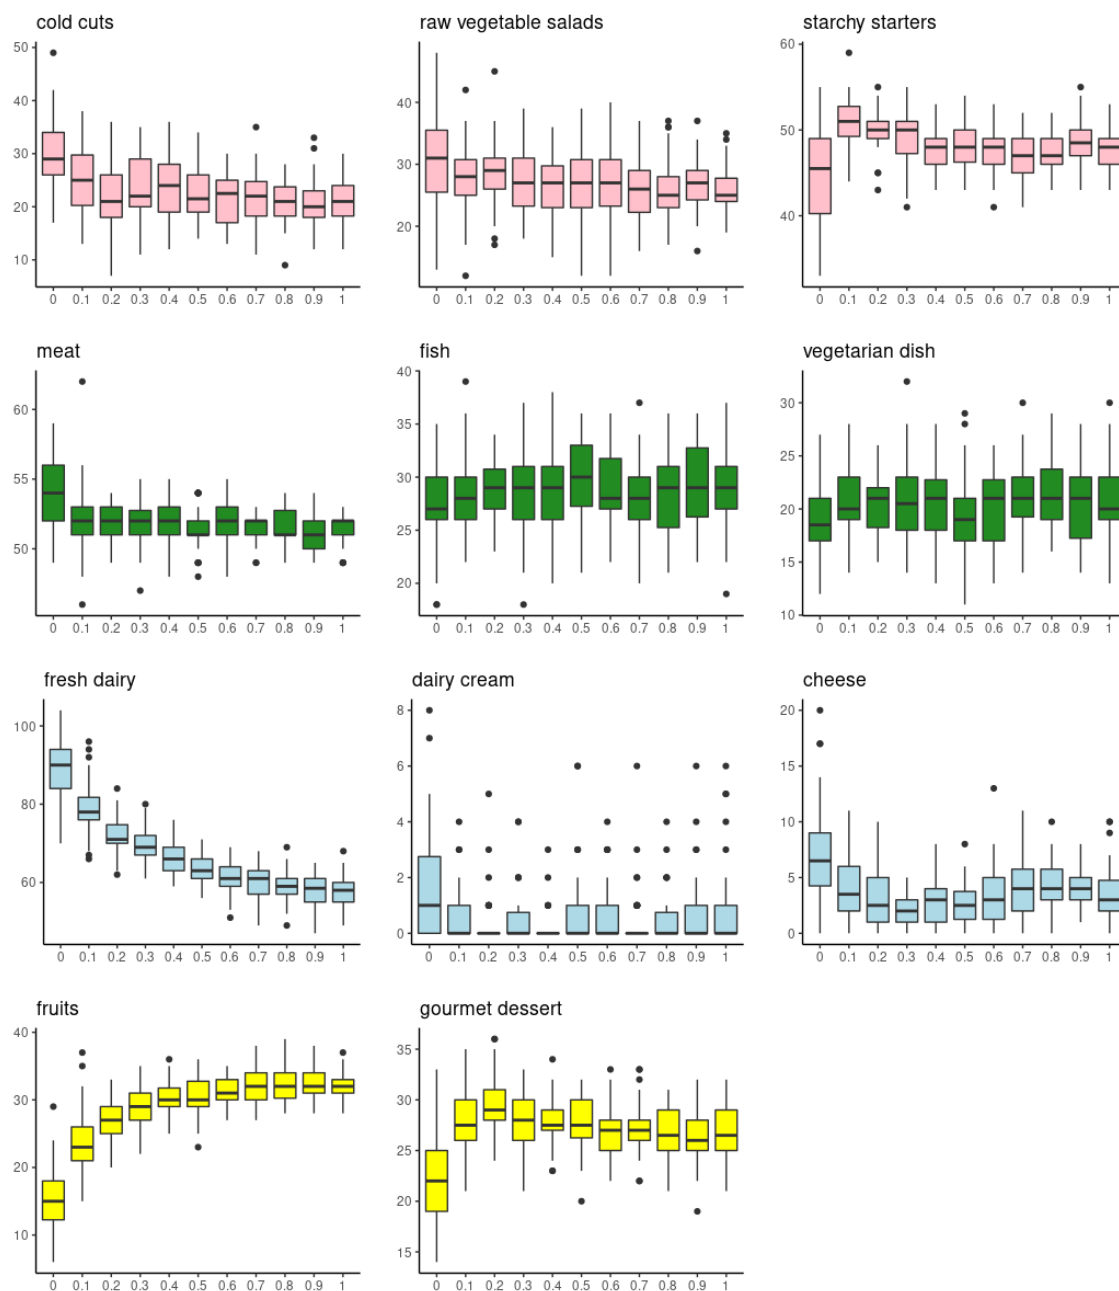 cold cuts
50
40
30
20
10
0 0.1 0.2 0.3 0.4 0.5 0.6 0.7 0.8 0.9 1
raw vegetable salads
40
30
20
0 0.1 0.2 0.3 0.4 0.5 0.6 0.7 0.8 0.9 1
starchy starters
60
50
40
0 0.1 0.2 0.3 0.4 0.5 0.6 0.7 0.8 0.9 1
meat
60
55
50
0 0.1 0.2 0.3 0.4 0.5 0.6 0.7 0.8 0.9 1
fish
40
35
30
25
20
0 0.1 0.2 0.3 0.4 0.5 0.6 0.7 0.8 0.9 1
vegetarian dish
30
25
20
15
10
0 0.1 0.2 0.3 0.4 0.5 0.6 0.7 0.8 0.9 1
fresh dairy
100
80
60
0 0.1 0.2 0.3 0.4 0.5 0.6 0.7 0.8 0.9 1
dairy cream
8
6
4
2
0
0 0.1 0.2 0.3 0.4 0.5 0.6 0.7 0.8 0.9 1
cheese
20
15
10
5
0
0 0.1 0.2 0.3 0.4 0.5 0.6 0.7 0.8 0.9 1
fruits
40
30
20
10
0 0.1 0.2 0.3 0.4 0.5 0.6 0.7 0.8 0.9 1
gourmet dessert
35
30
25
20
15
0 0.1 0.2 0.3 0.4 0.5 0.6 0.7 0.8 0.9 1